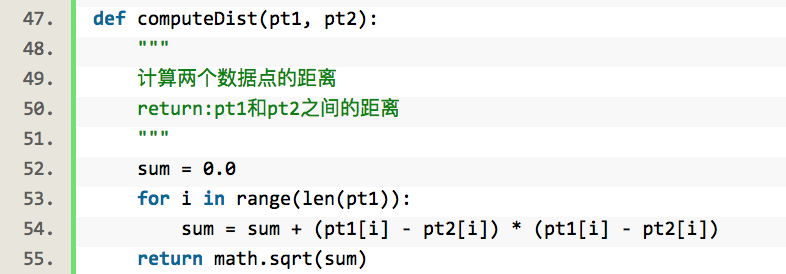 47. def computeDist(pt1, pt2):
48.     """
49.     计算两个数据点的距离
50.     return:pt1和pt2之间的距离
51.     """
52.     sum = 0.0
53.     for i in range(len(pt1)):
54.         sum = sum + (pt1[i] - pt2[i]) * (pt1[i] - pt2[i])
55.     return math.sqrt(sum)